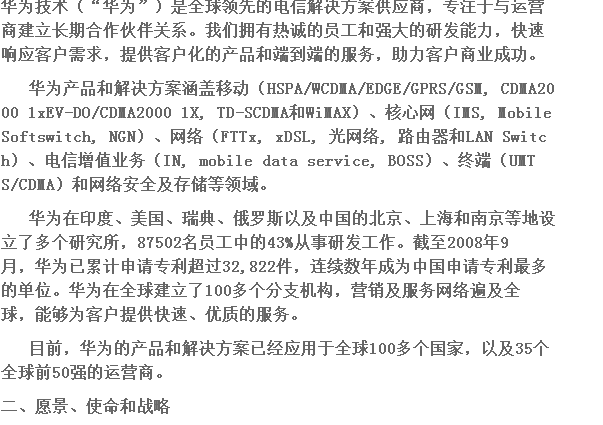 华为技术（“华为”）是全球领先的电信解决方案供应商，专注于与运营
商建立长期合作伙伴关系。我们拥有热诚的员工和强大的研发能力，快速
响应客户需求，提供客户化的产品和端到端的服务，助力客户商业成功。
华为产品和解决方案涵盖移动（HSPA/WCDMA/EDGE/GPRS/GSM, CDMA20
00 1xEV-DO/CDMA2000 1X, TD-SCDMA和WiMAX）、核心网（IMS, Mobile
Softswitch, NGN）、网络（FTTx, xDSL, 光网络, 路由器和LAN Switc
h）、电信增值业务（IN, mobile data service, BOSS）、终端（UMT
S/CDMA）和网络安全及存储等领域。
华为在印度、美国、瑞典、俄罗斯以及中国的北京、上海和南京等地设
立了多个研究所，87502名员工中的43%从事研发工作。截至2008年9
月，华为已累计申请专利超过32,822件，连续数年成为中国申请专利最多
的单位。华为在全球建立了100多个分支机构，营销及服务网络遍及全
球，能够为客户提供快速、优质的服务。
目前，华为的产品和解决方案已经应用于全球100多个国家，以及35个
全球前50强的运营商。
二、愿景、使命和战略